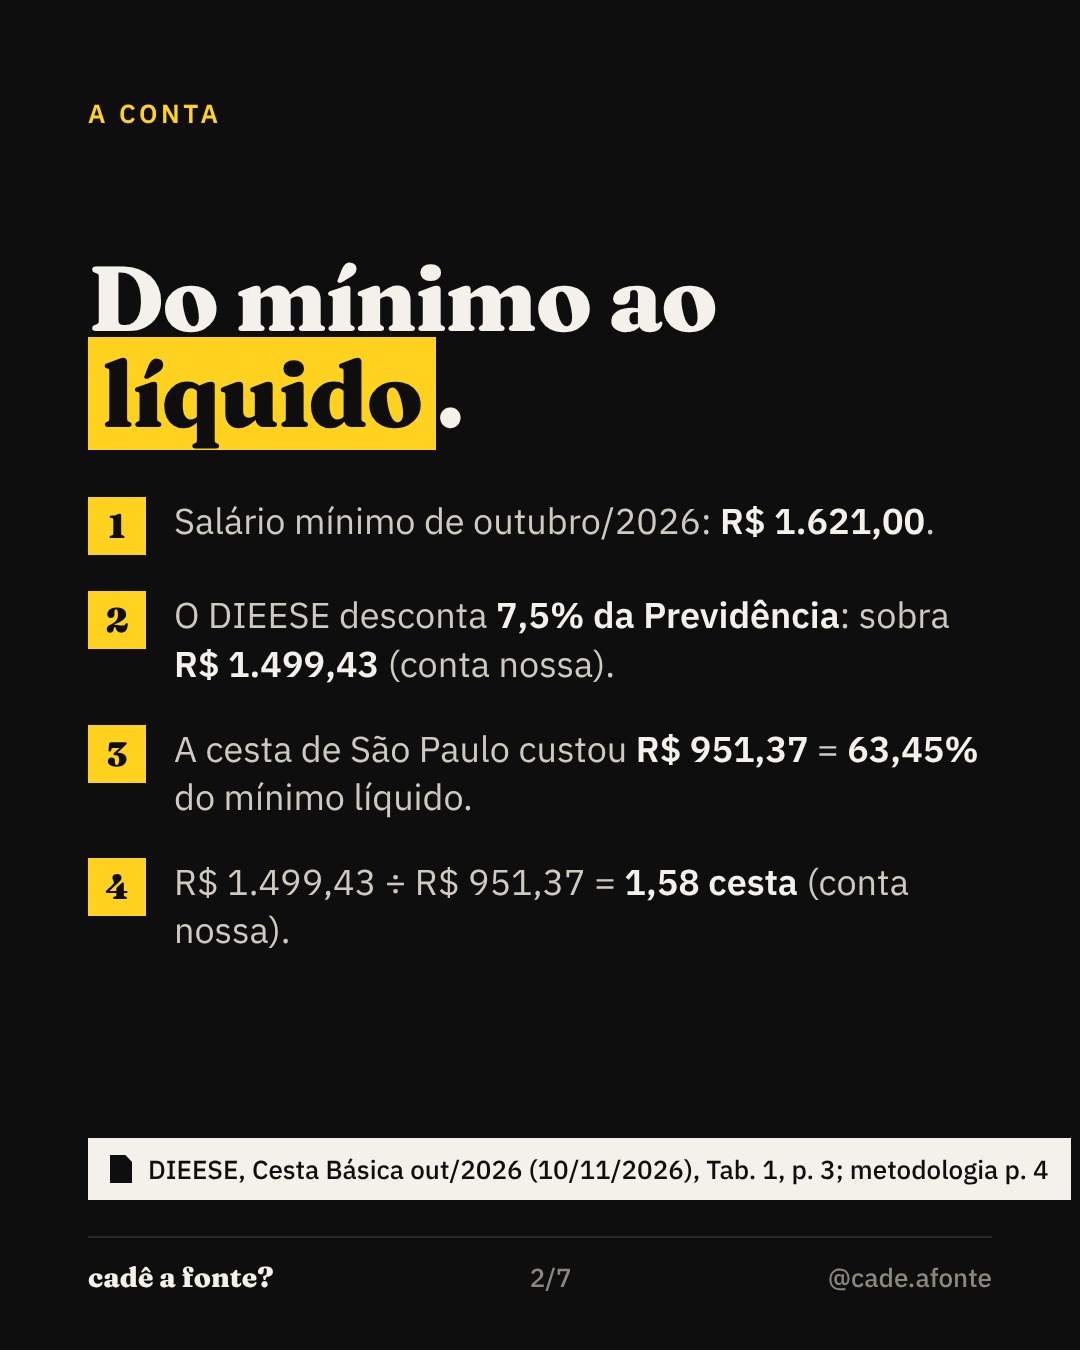 A CONTA
Do mínimo ao
líquido.
1 Salário mínimo de outubro/2026: R$ 1.621,00.
2 O DIEESE desconta 7,5% da Previdência: sobra
R$ 1.499,43 (conta nossa).
3 A cesta de São Paulo custou R$ 951,37 = 63,45%
do mínimo líquido.
4 R$ 1.499,43 ÷ R$ 951,37 = 1,58 cesta (conta
nossa).
DIEESE, Cesta Básica out/2026 (10/11/2026), Tab. 1, p. 3; metodologia p. 4
cadê a fonte? 2/7 @cade.afonte